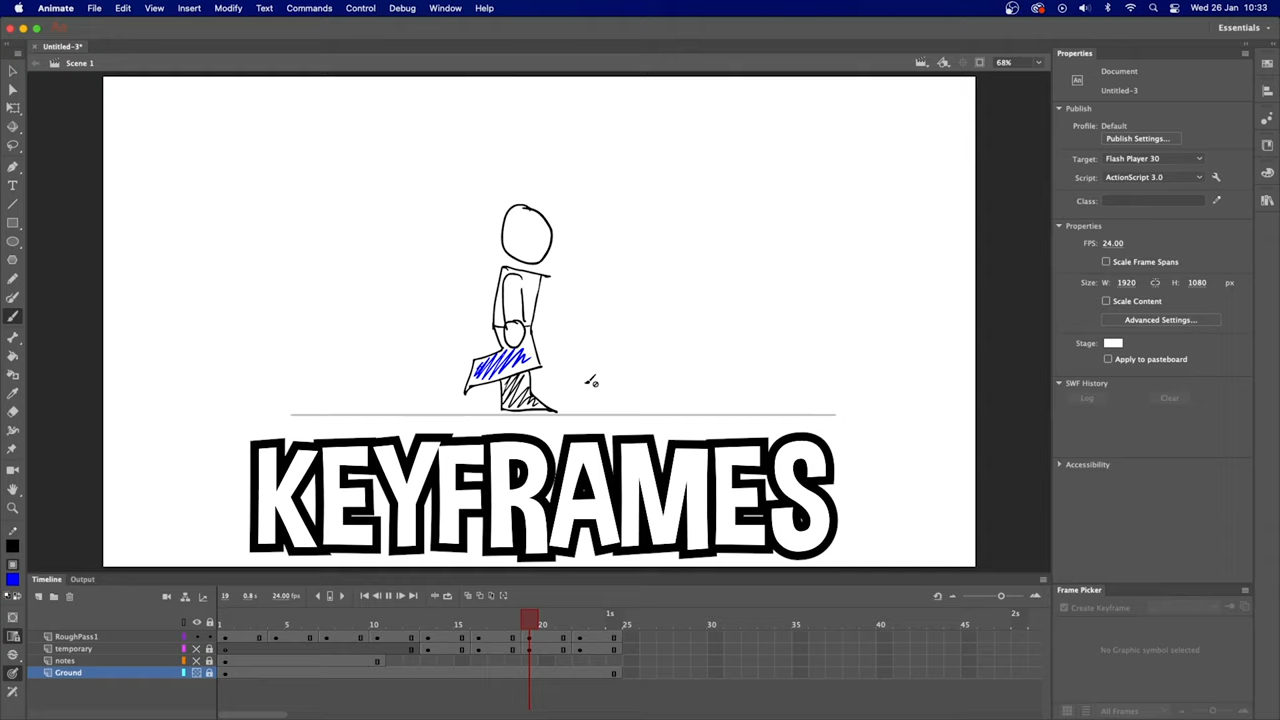 Animate File Edit View Insert Modify Text Commands Control Debug Window Help Wed 26 Jan 10:33
Essentials
Untitled-3*
Scene 1
68%
Properties
Document
Untitled-3
Publish
Profile: Default
Publish Settings...
Target: Flash Player 30
Script: ActionScript 3.0
Class:
Properties
FPS: 24.00
Scale Frame Spans
Size: W: 1920 H: 1080 px
Scale Content
Advanced Settings...
Stage:
Apply to pasteboard
SWF History
Log Clear
Accessibility
KEYFRAMES
Timeline Output
Frame Picker
19 0.8 s 24.00 FPS
Create Keyframe
1s 2s
1 5 10 15 20 25 30 35 40 45
RoughPass1
temporary
No Graphic symbol selected
notes
Ground
All Frames